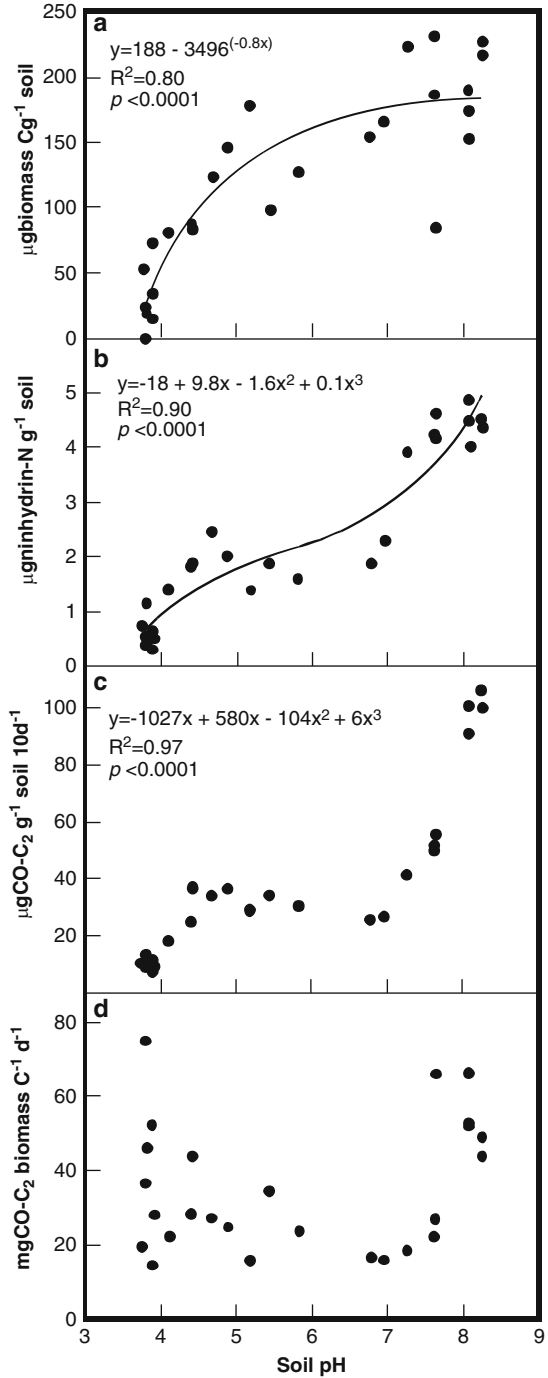 a
y=188 - 3496(-0.8x)
R2=0.80
p <0.0001
250
200
150
100
50
0
µgbiomass Cg-1 soil
b
y=-18 + 9.8x - 1.6x2 + 0.1x3
R2=0.90
p <0.0001
5
4
3
2
1
0
µgninhydrin-N g-1 soil
c
y=-1027x + 580x - 104x2 + 6x3
R2=0.97
p <0.0001
100
80
60
40
20
µgCO-C2 g-1 soil 10d-1
d
80
60
40
20
0
mgCO-C2 biomass C-1 d-1
3 4 5 6 7 8 9
Soil pH